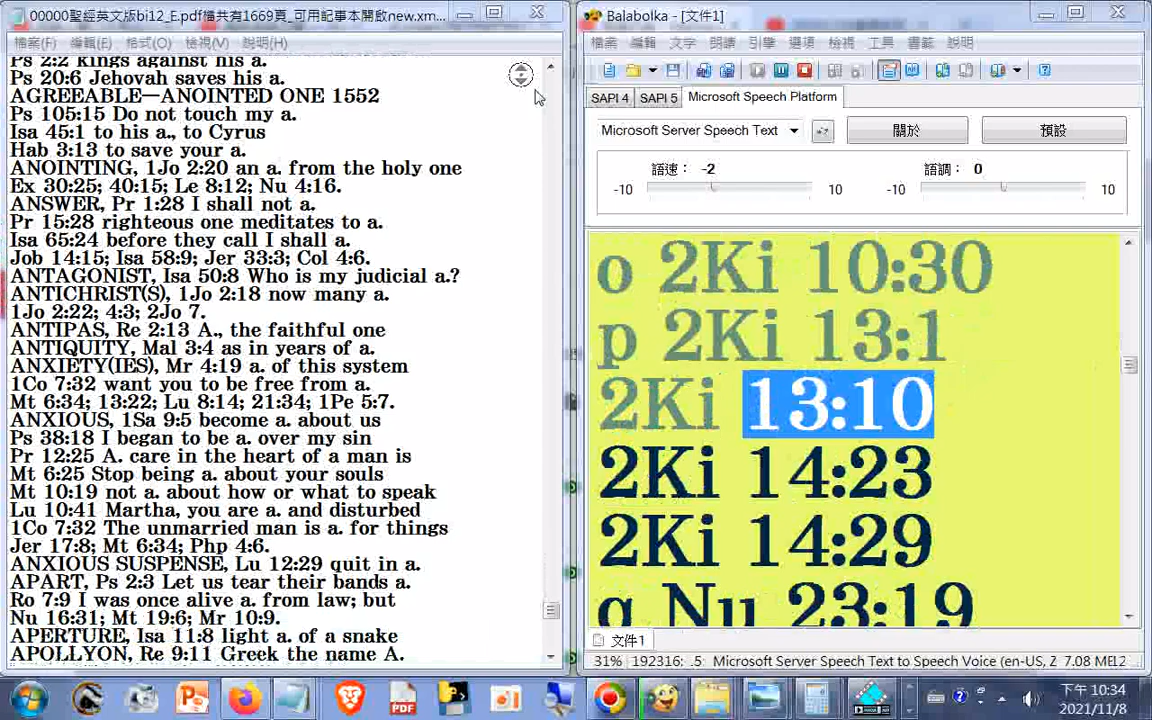 00000聖經英文版bi12_E.pdf檔共有1669頁_可用記事本開啟new.xm...
檔案(F) 編輯(E) 格式(O) 檢視(V) 說明(H)
Ps 2:2 kings against his a.
Ps 20:6 Jehovah saves his a.
AGREEABLE—ANOINTED ONE 1552
Ps 105:15 Do not touch my a.
Isa 45:1 to his a., to Cyrus
Hab 3:13 to save your a.
ANOINTING, 1Jo 2:20 an a. from the holy one
Ex 30:25; 40:15; Le 8:12; Nu 4:16.
ANSWER, Pr 1:28 I shall not a.
Pr 15:28 righteous one meditates to a.
Isa 65:24 before they call I shall a.
Job 14:15; Isa 58:9; Jer 33:3; Col 4:6.
ANTAGONIST, Isa 50:8 Who is my judicial a.?
ANTICHRIST(S), 1Jo 2:18 now many a.
1Jo 2:22; 4:3; 2Jo 7.
ANTIPAS, Re 2:13 A., the faithful one
ANTIQUITY, Mal 3:4 as in years of a.
ANXIETY(IES), Mr 4:19 a. of this system
1Co 7:32 want you to be free from a.
Mt 6:34; 13:22; Lu 8:14; 21:34; 1Pe 5:7.
ANXIOUS, 1Sa 9:5 become a. about us
Ps 38:18 I began to be a. over my sin
Pr 12:25 A. care in the heart of a man is
Mt 6:25 Stop being a. about your souls
Mt 10:19 not a. about how or what to speak
Lu 10:41 Martha, you are a. and disturbed
1Co 7:32 The unmarried man is a. for things
Jer 17:8; Mt 6:34; Php 4:6.
ANXIOUS SUSPENSE, Lu 12:29 quit in a.
APART, Ps 2:3 Let us tear their bands a.
Ro 7:9 I was once alive a. from law; but
Nu 16:31; Mt 19:6; Mr 10:9.
APERTURE, Isa 11:8 light a. of a snake
APOLLYON, Re 9:11 Greek the name A.
Balabolka - [文件1]
檔案 編輯 文字 朗讀 引擎 選項 檢視 工具 書籤 說明
SAPI 4 SAPI 5 Microsoft Speech Platform
Microsoft Server Speech Text 關於 預設
語速: -2 語調: 0
-10 10 -10 10
o 2Ki 10:30
p 2Ki 13:1
2Ki 13:10
2Ki 14:23
2Ki 14:29
q Nu 23:19
文件1
31% 192316: .5: Microsoft Server Speech Text to Speech Voice (en-US, Z 7.08 ME12
PDF
下午 10:34
2021/11/8